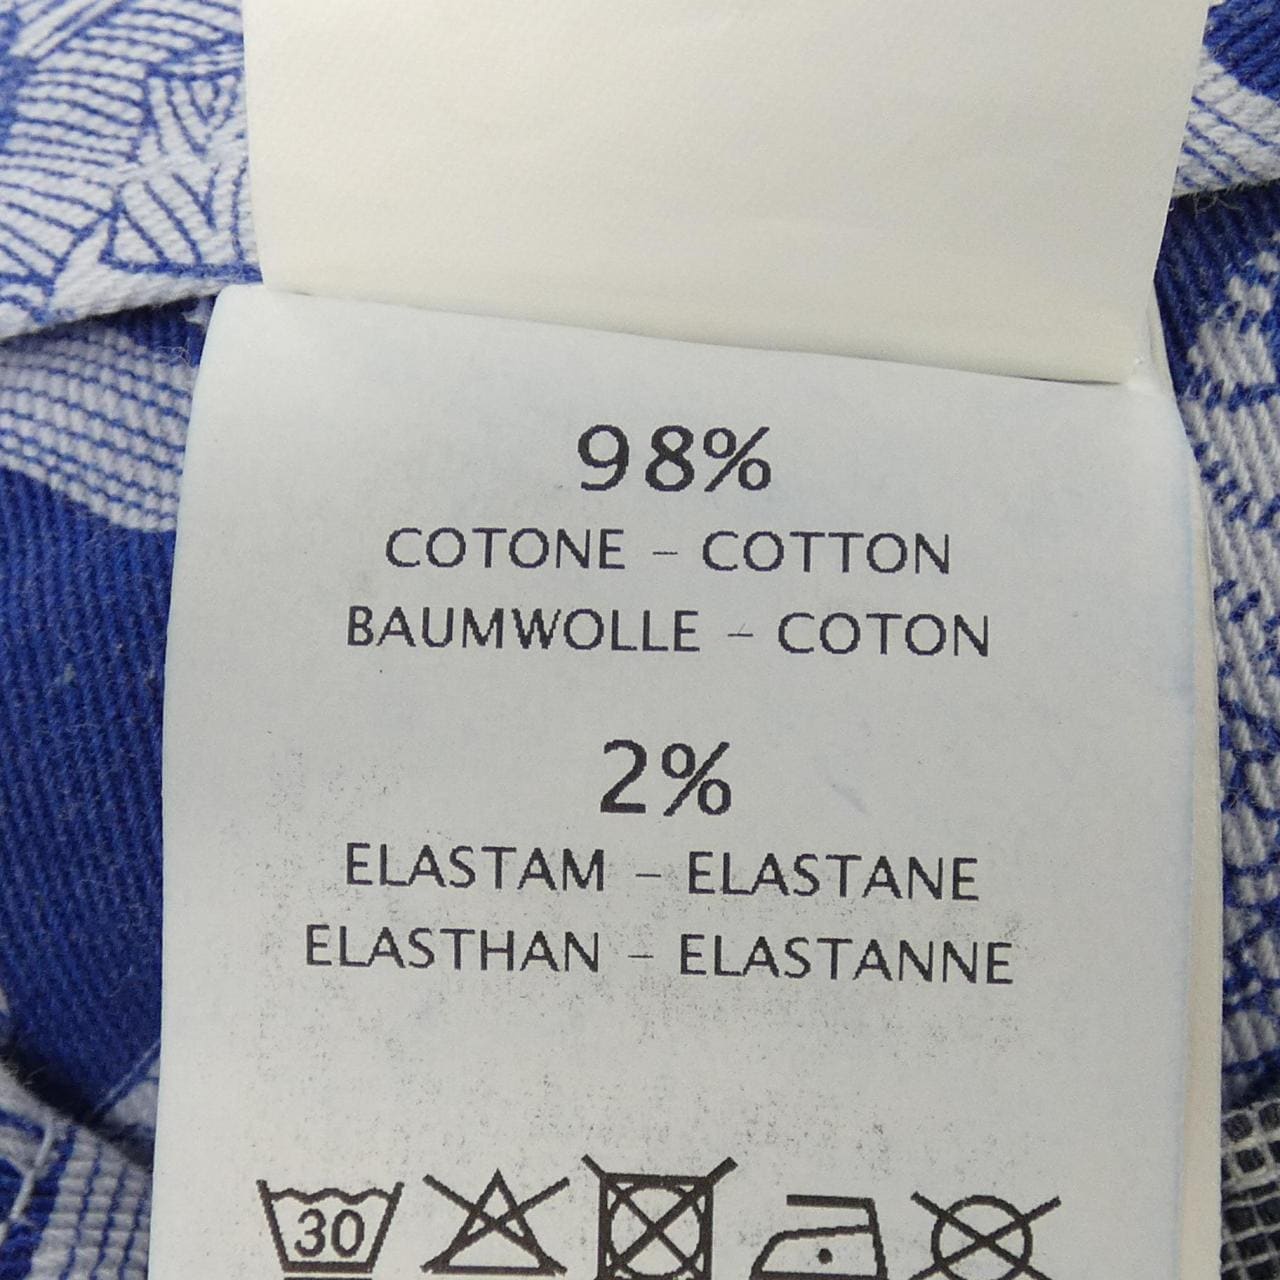 98%
COTONE - COTTON
BAUMWOLLE - COTON
2%
ELASTAM - ELASTANE
ELASTHAN - ELASTANNE
30